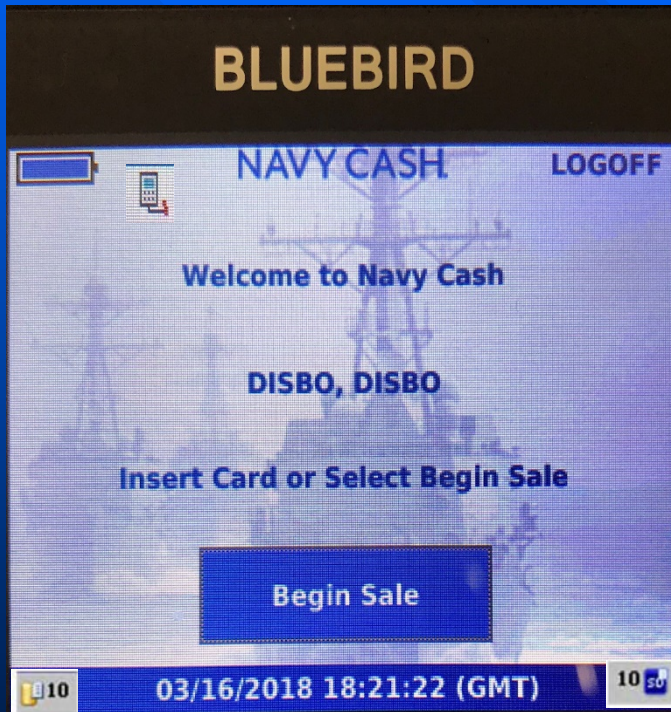 BLUEBIRD
NAVY CASH LOGOFF
Welcome to Navy Cash
DISBO, DISBO
Insert Card or Select Begin Sale
Begin Sale
10 03/16/2018 18:21:22 (GMT) 10 SD